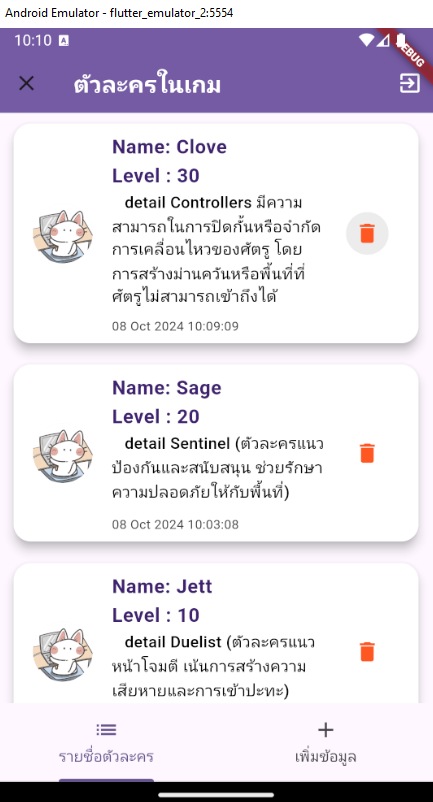 Android Emulator - flutter_emulator_2:5554
10:10 A
DEBUG
ตัวละครในเกม
Name: Clove
Level : 30
detail Controllers มีความ
สามารถในการปิดกั้นหรือจำกัด
การเคลื่อนไหวของศัตรู โดย
การสร้างม่านควันหรือพื้นที่ที่
ศัตรูไม่สามารถเข้าถึงได้
08 Oct 2024 10:09:09
Name: Sage
Level : 20
detail Sentinel (ตัวละครแนว
ป้องกันและสนับสนุน ช่วยรักษา
ความปลอดภัยให้กับพื้นที่)
08 Oct 2024 10:03:08
Name: Jett
Level : 10
detail Duelist (ตัวละครแนว
หน้าโจมตี เน้นการสร้างความ
เสียหายและการเข้าปะทะ)
รายชื่อตัวละคร
เพิ่มข้อมูล